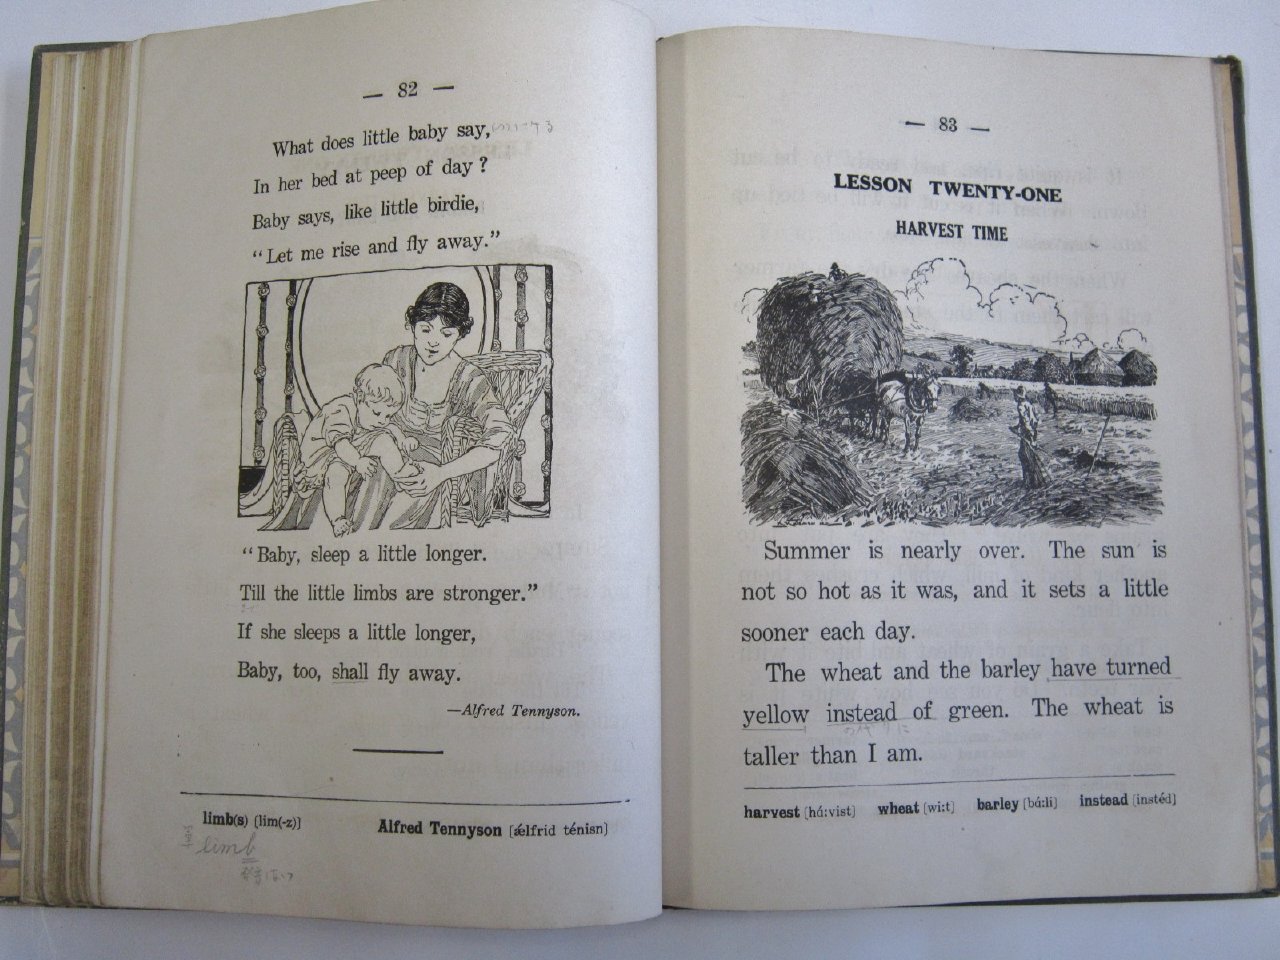 — 82 —
What does little baby say,
In her bed at peep of day?
Baby says, like little birdie,
“Let me rise and fly away.”
“Baby, sleep a little longer.
Till the little limbs are stronger.”
If she sleeps a little longer,
Baby, too, shall fly away.
—Alfred Tennyson.
limb(s) [lim(-z)]
Alfred Tennyson [ǽlfrid ténisn]
limb
— 83 —
LESSON TWENTY-ONE
HARVEST TIME
Summer is nearly over. The sun is
not so hot as it was, and it sets a little
sooner each day.
The wheat and the barley have turned
yellow instead of green. The wheat is
taller than I am.
harvest [há:vist] wheat [wi:t] barley [bá:li] instead [instéd]